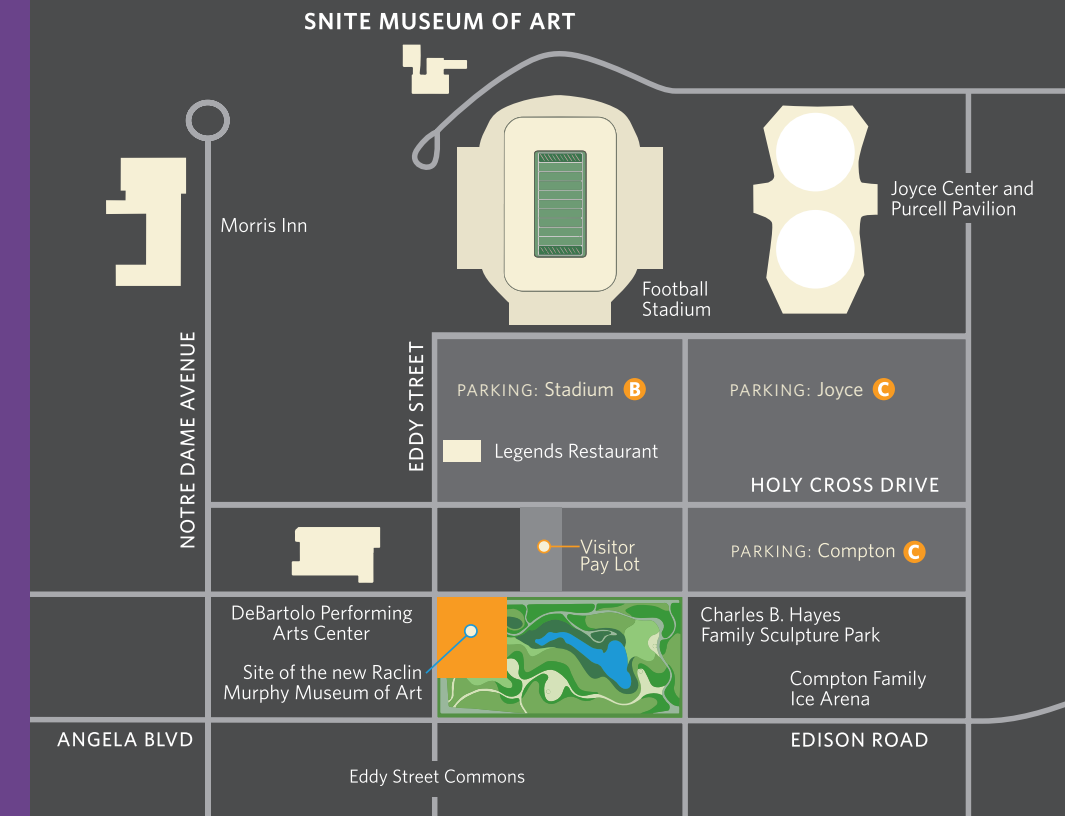 SNITE MUSEUM OF ART
Morris Inn
Joyce Center and
Purcell Pavilion
Football
Stadium
NOTRE DAME AVENUE
EDDY STREET
PARKING: Stadium B
PARKING: Joyce C
Legends Restaurant
HOLY CROSS DRIVE
Visitor
Pay Lot
PARKING: Compton C
DeBartolo Performing
Arts Center
Site of the new Raclin
Murphy Museum of Art
Charles B. Hayes
Family Sculpture Park
Compton Family
Ice Arena
ANGELA BLVD
EDISON ROAD
Eddy Street Commons